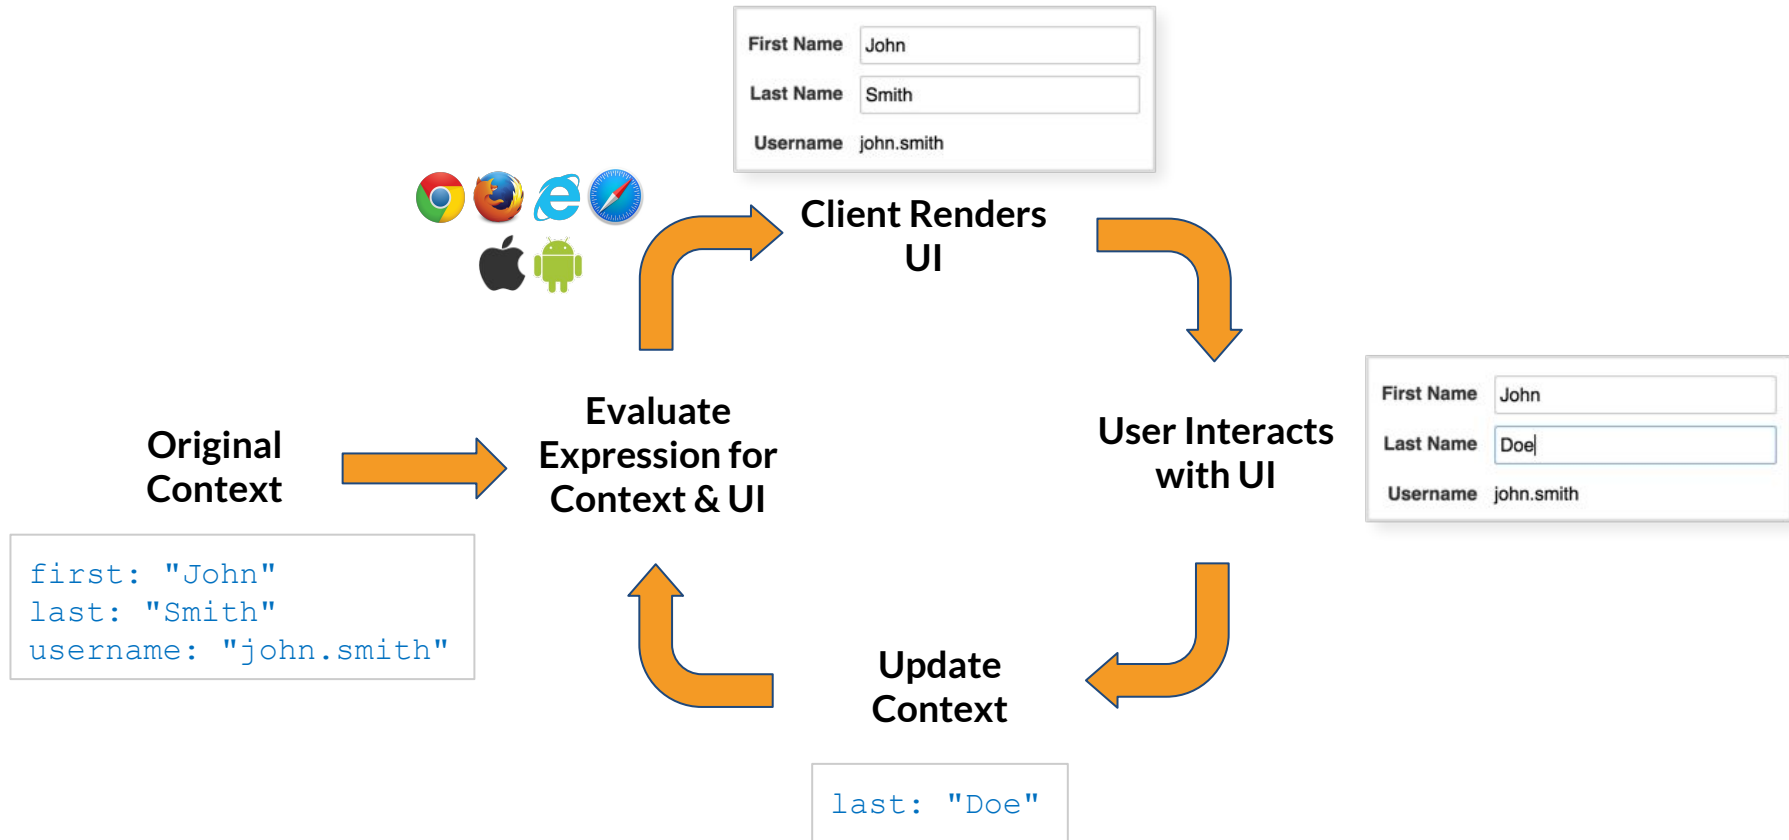 First Name John
Last Name Smith
Username john.smith
Client Renders
UI
Evaluate
Expression for
Context & UI
Original
Context
first: "John"
last: "Smith"
username: "john.smith"
User Interacts
with UI
First Name John
Last Name Doe
Username john.smith
Update
Context
last: "Doe"